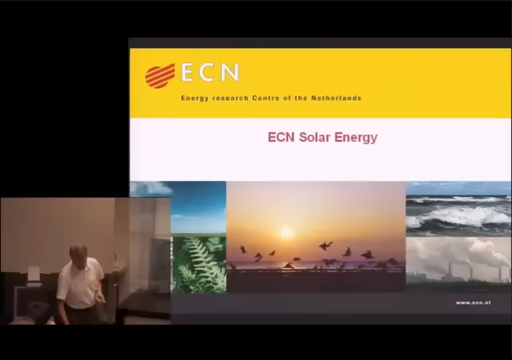 ECN
Energy research Centre of the Netherlands
ECN Solar Energy
www.ecn.nl